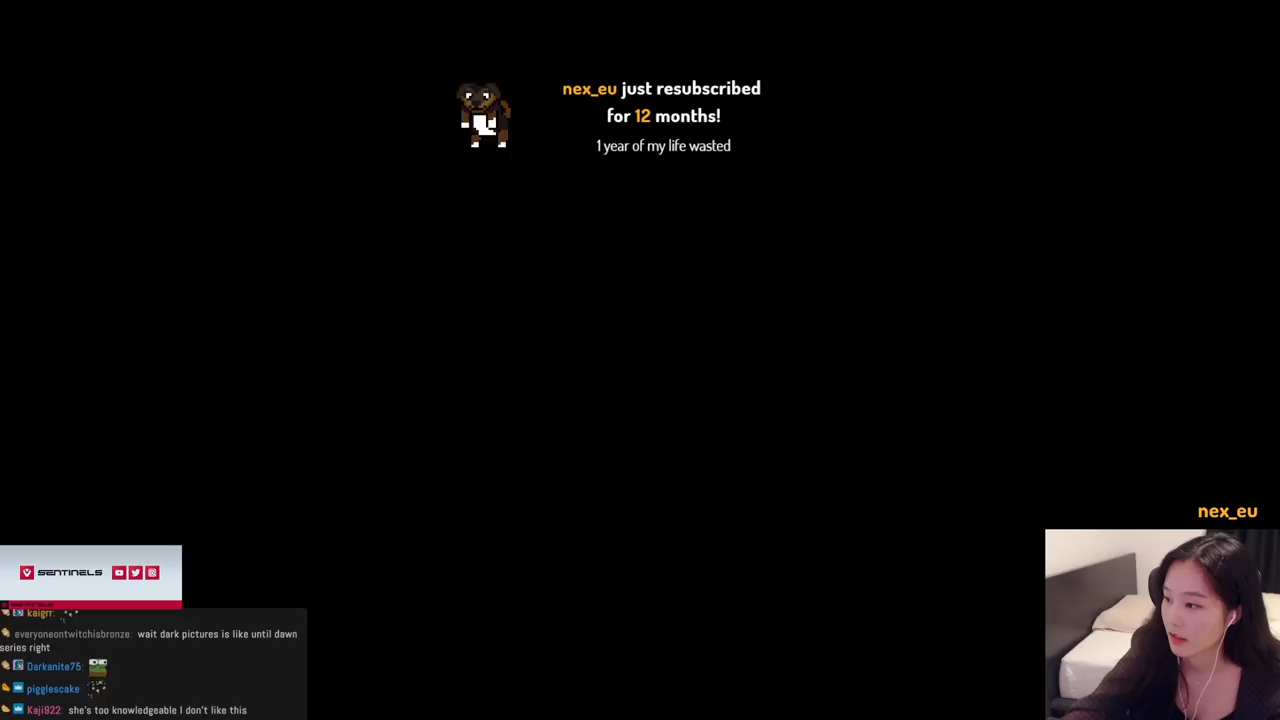 nex_eu just resubscribed
for 12 months!
1 year of my life wasted
nex_eu
SENTINELS
kaigrr:
everyoneontwitchisbronze: wait dark pictures is like until dawn
series right
Darkanite75:
pigglescake
Kaji922: she's too knowledgeable I don't like this